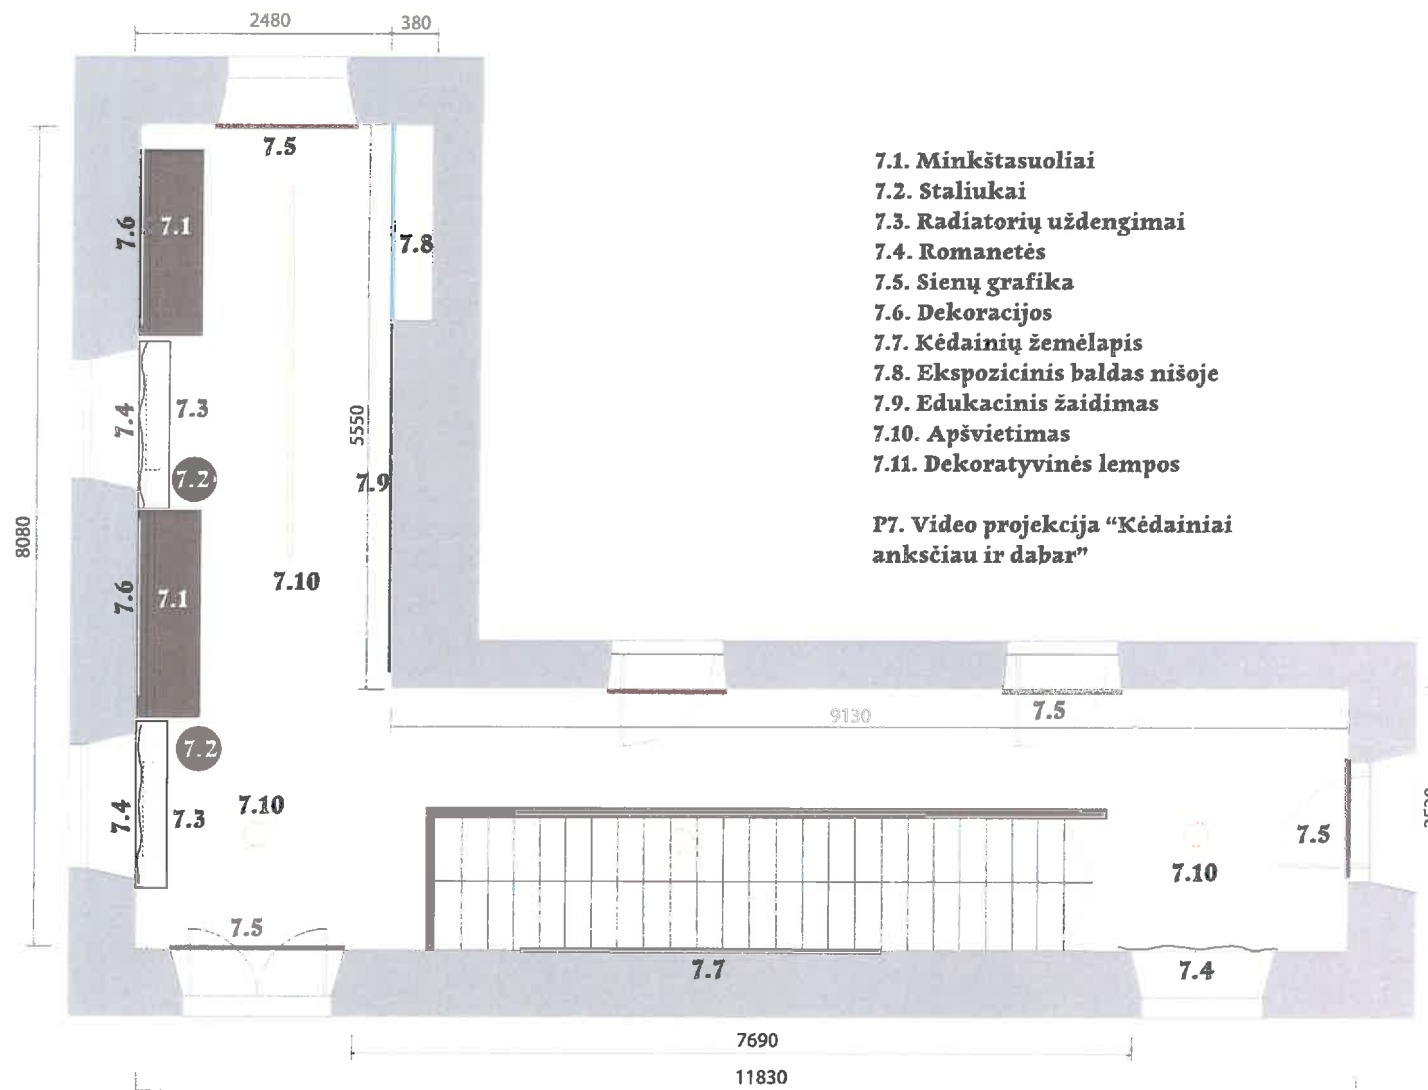 2480
380
7.5
7.1. Minkštasuoliai
7.2. Staliukai
7.3. Radiatorių uždengimai
7.4. Romanetės
7.5. Sienų grafika
7.6. Dekoracijos
7.7. Kėdainių žemėlapis
7.8. Ekspozicinis baldas nišoje
7.9. Edukacinis žaidimas
7.10. Apšvietimas
7.11. Dekoratyvinės lempos
P7. Video projekcija “Kėdainiai
anksčiau ir dabar”
7.6
7.1
7.8
7.4
7.3
5550
7.2
7.9
8080
7.6
7.1
7.10
9130
7.5
7.2
7.4
7.3
7.10
7.5
7.10
7.5
7.7
7.4
7690
11830